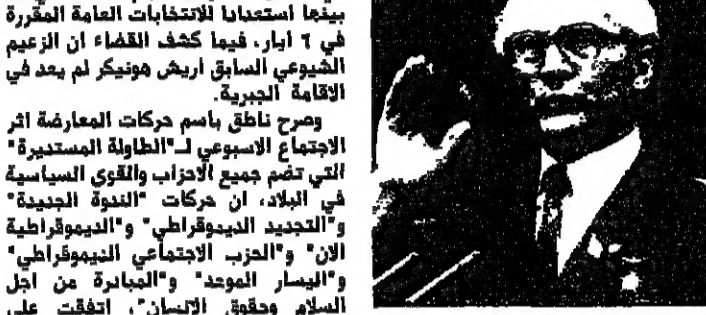 بينها استعدادا للانتخابات العامة المقررة
في ٦ أيار، فيما كشف القضاء ان الزعيم
الشيوعي السابق اريش هونيكر لم يعد في
الاقامة الجبرية.
وصرح ناطق باسم حركات المعارضة اثر
الاجتماع الاسبوعي لـ"الطاولة المستديرة"
التي تضم جميع الاحزاب والقوى السياسية
في البلاد، ان حركات "الندوة الجديدة"
و"التجديد الديموقراطي" و"الديموقراطية
الان" و"الحزب الاجتماعي الديموقراطي"
و"اليسار الموحد" و"المبادرة من اجل
السلام وحقوق الانسان"، اتفقت على